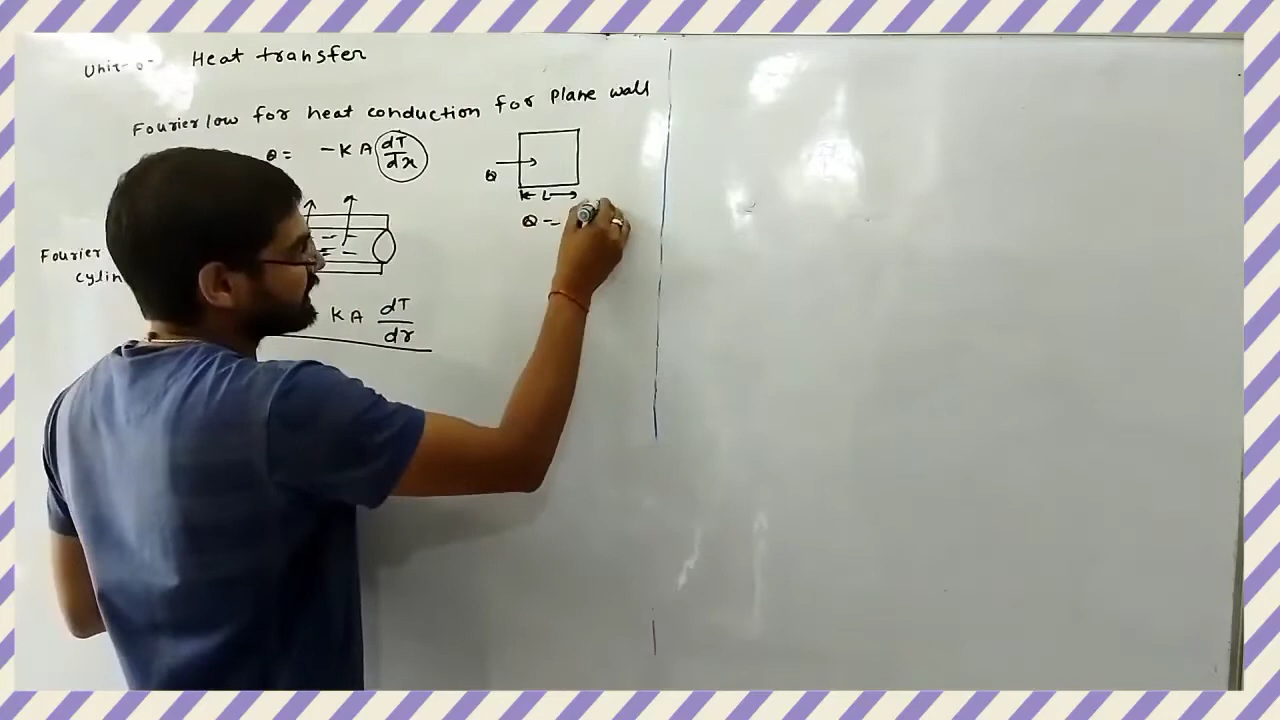 Unit-
Heat transfer
Fourier low for heat conduction for plane wall
Q = -KA dT/dx
Q
L
Q =
Fourier
cylin
KA dT/dr